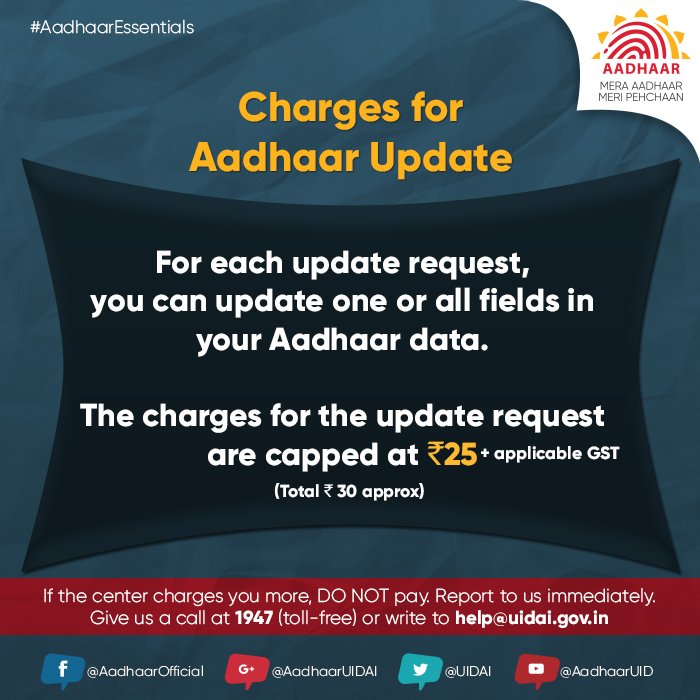 #AadhaarEssentials
AADHAAR
MERA AADHAAR
MERI PEHCHAAN
Charges for
Aadhaar Update
For each update request,
you can update one or all fields in
your Aadhaar data.
The charges for the update request
are capped at ₹25 + applicable GST
(Total ₹ 30 approx)
If the center charges you more, DO NOT pay. Report to us immediately.
Give us a call at 1947 (toll-free) or write to help@uidai.gov.in
f @AadhaarOfficial G+ @AadhaarUIDAI @UIDAI @AadhaarUID